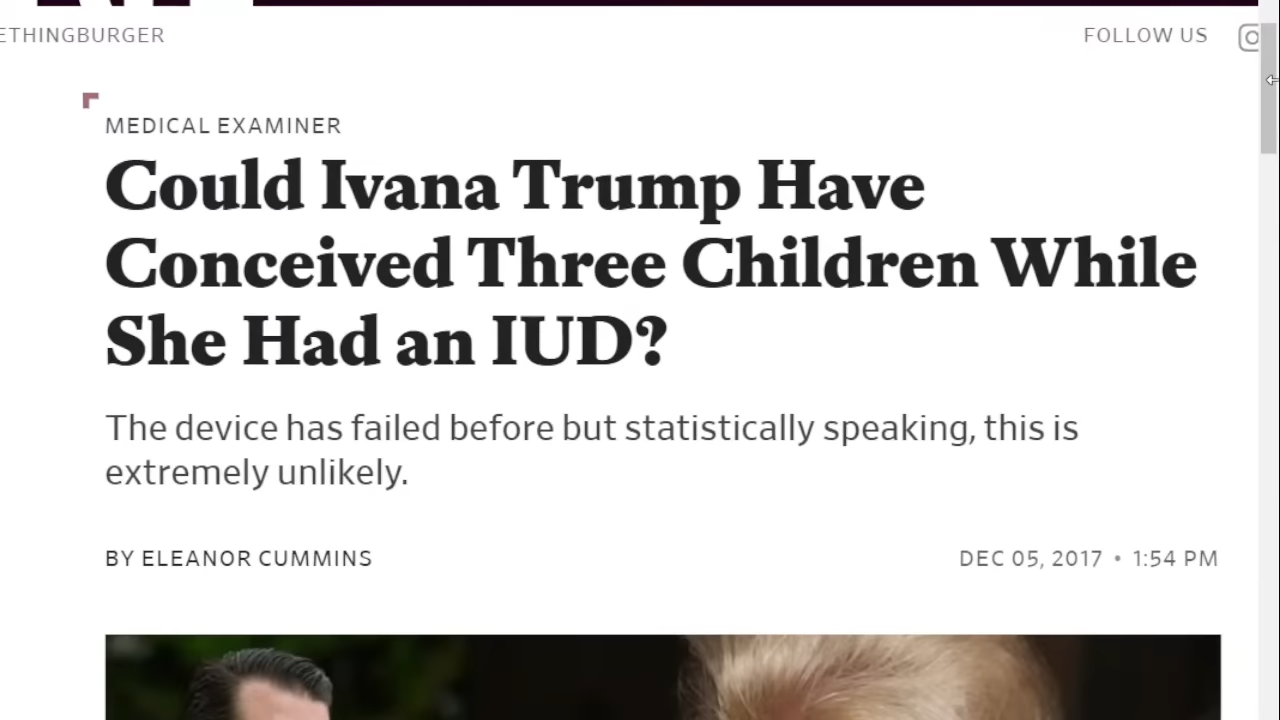 ETHINGBURGER FOLLOW US
MEDICAL EXAMINER
Could Ivana Trump Have
Conceived Three Children While
She Had an IUD?
The device has failed before but statistically speaking, this is
extremely unlikely.
BY ELEANOR CUMMINS DEC 05, 2017 • 1:54 PM